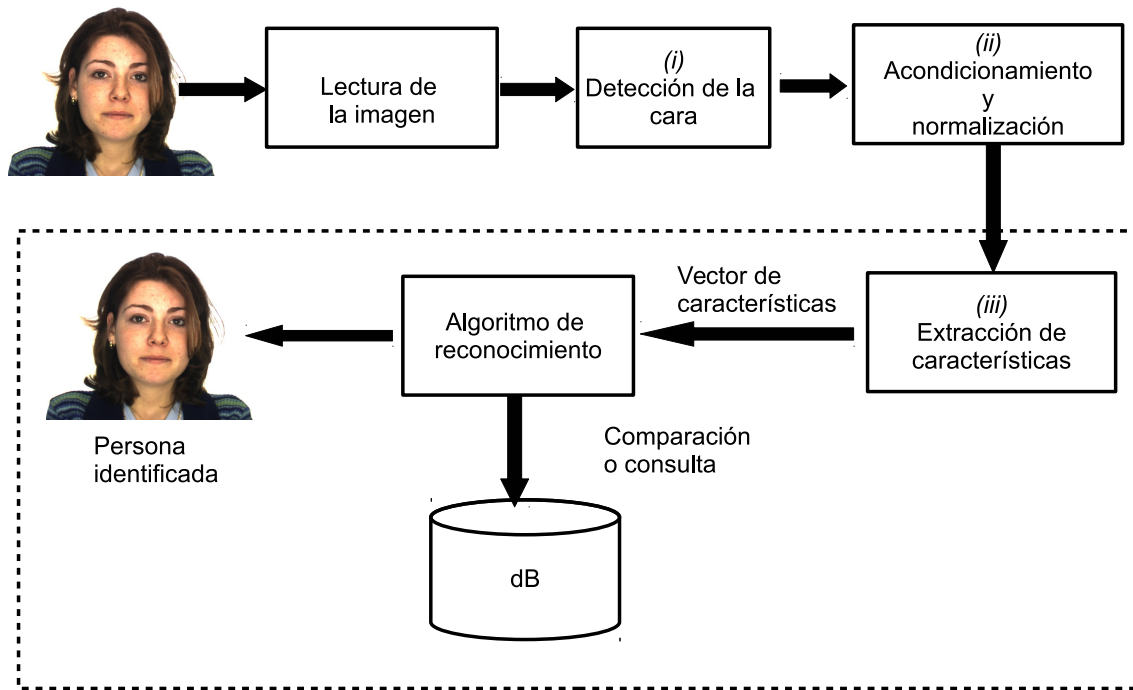 Lectura de
la imagen
(i)
Detección de la
cara
(ii)
Acondicionamiento
y
normalización
(iii)
Extracción de
características
Vector de
características
Algoritmo de
reconocimiento
Persona
identificada
Comparación
o consulta
dB